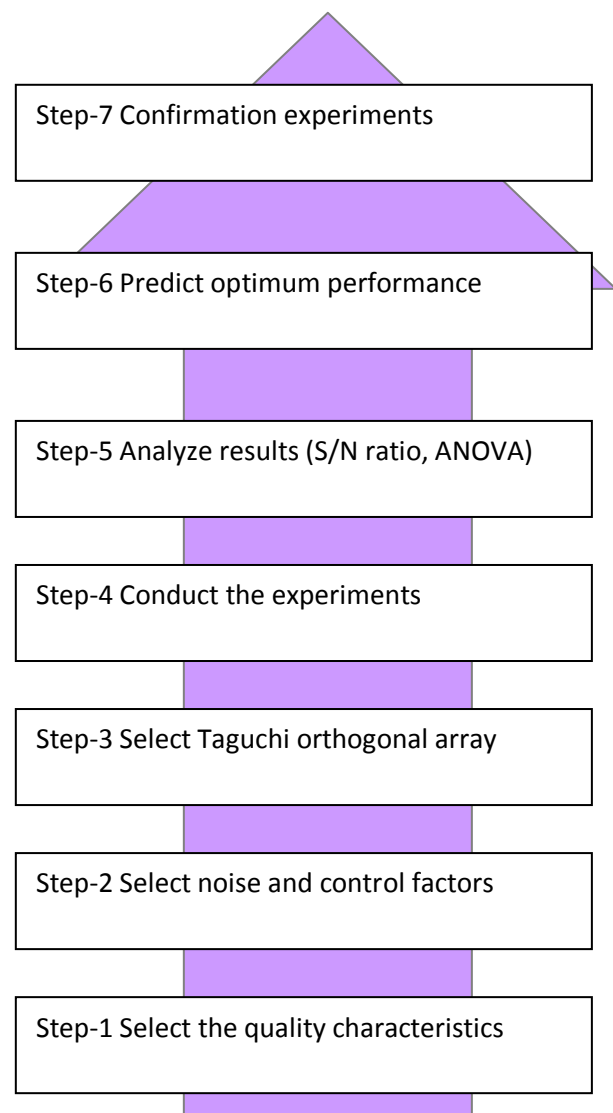 Step-7 Confirmation experiments
Step-6 Predict optimum performance
Step-5 Analyze results (S/N ratio, ANOVA)
Step-4 Conduct the experiments
Step-3 Select Taguchi orthogonal array
Step-2 Select noise and control factors
Step-1 Select the quality characteristics